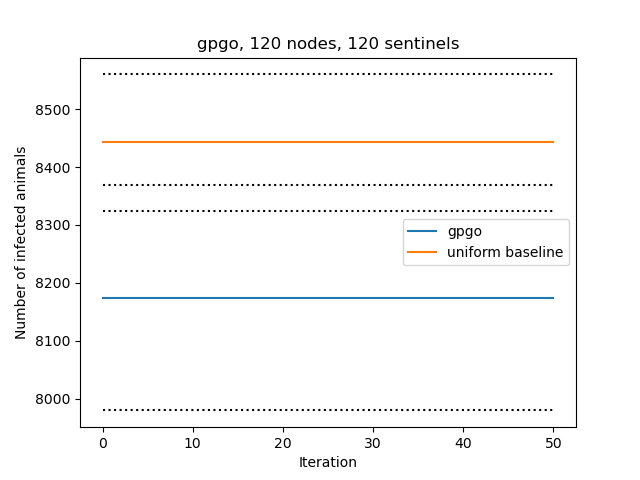 gpgo, 120 nodes, 120 sentinels
Number of infected animals
8500
8400
8300
8200
8100
8000
gpgo
uniform baseline
0 10 20 30 40 50
Iteration